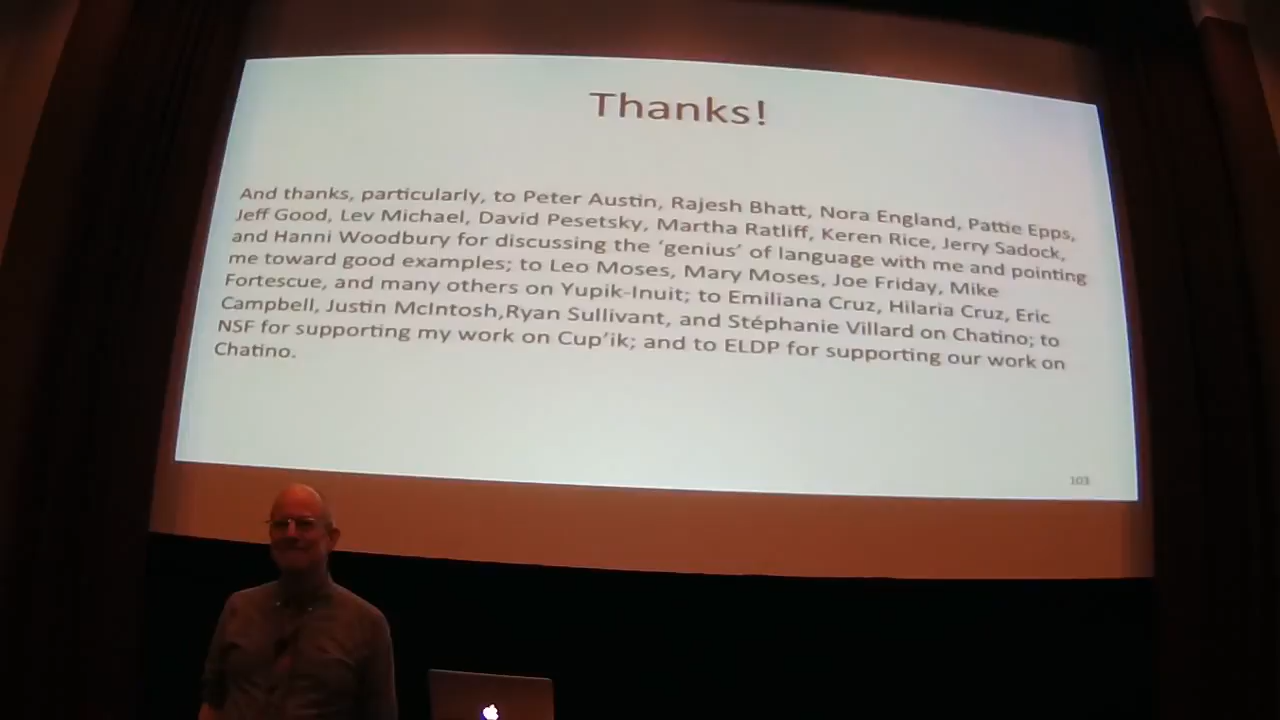 Thanks!
And thanks, particularly, to Peter Austin, Rajesh Bhatt, Nora England, Pattie Epps,
Jeff Good, Lev Michael, David Pesetsky, Martha Ratliff, Keren Rice, Jerry Sadock,
and Hanni Woodbury for discussing the ‘genius’ of language with me and pointing
me toward good examples; to Leo Moses, Mary Moses, Joe Friday, Mike
Fortescue, and many others on Yupik-Inuit; to Emiliana Cruz, Hilaria Cruz, Eric
Campbell, Justin McIntosh,Ryan Sullivant, and Stéphanie Villard on Chatino; to
NSF for supporting my work on Cup’ik; and to ELDP for supporting our work on
Chatino.
103